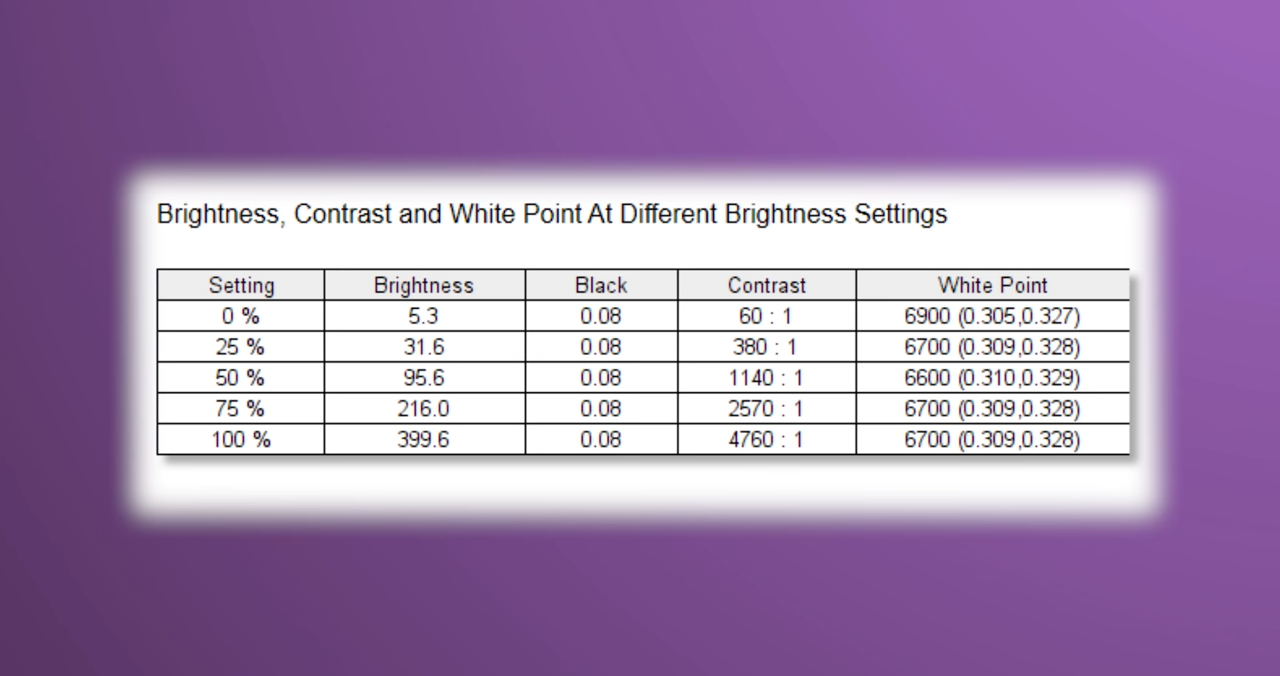 Brightness, Contrast and White Point At Different Brightness Settings
Setting Brightness Black Contrast White Point
0 % 5.3 0.08 60 : 1 6900 (0.305,0.327)
25 % 31.6 0.08 380 : 1 6700 (0.309,0.328)
50 % 95.6 0.08 1140 : 1 6600 (0.310,0.329)
75 % 216.0 0.08 2570 : 1 6700 (0.309,0.328)
100 % 399.6 0.08 4760 : 1 6700 (0.309,0.328)